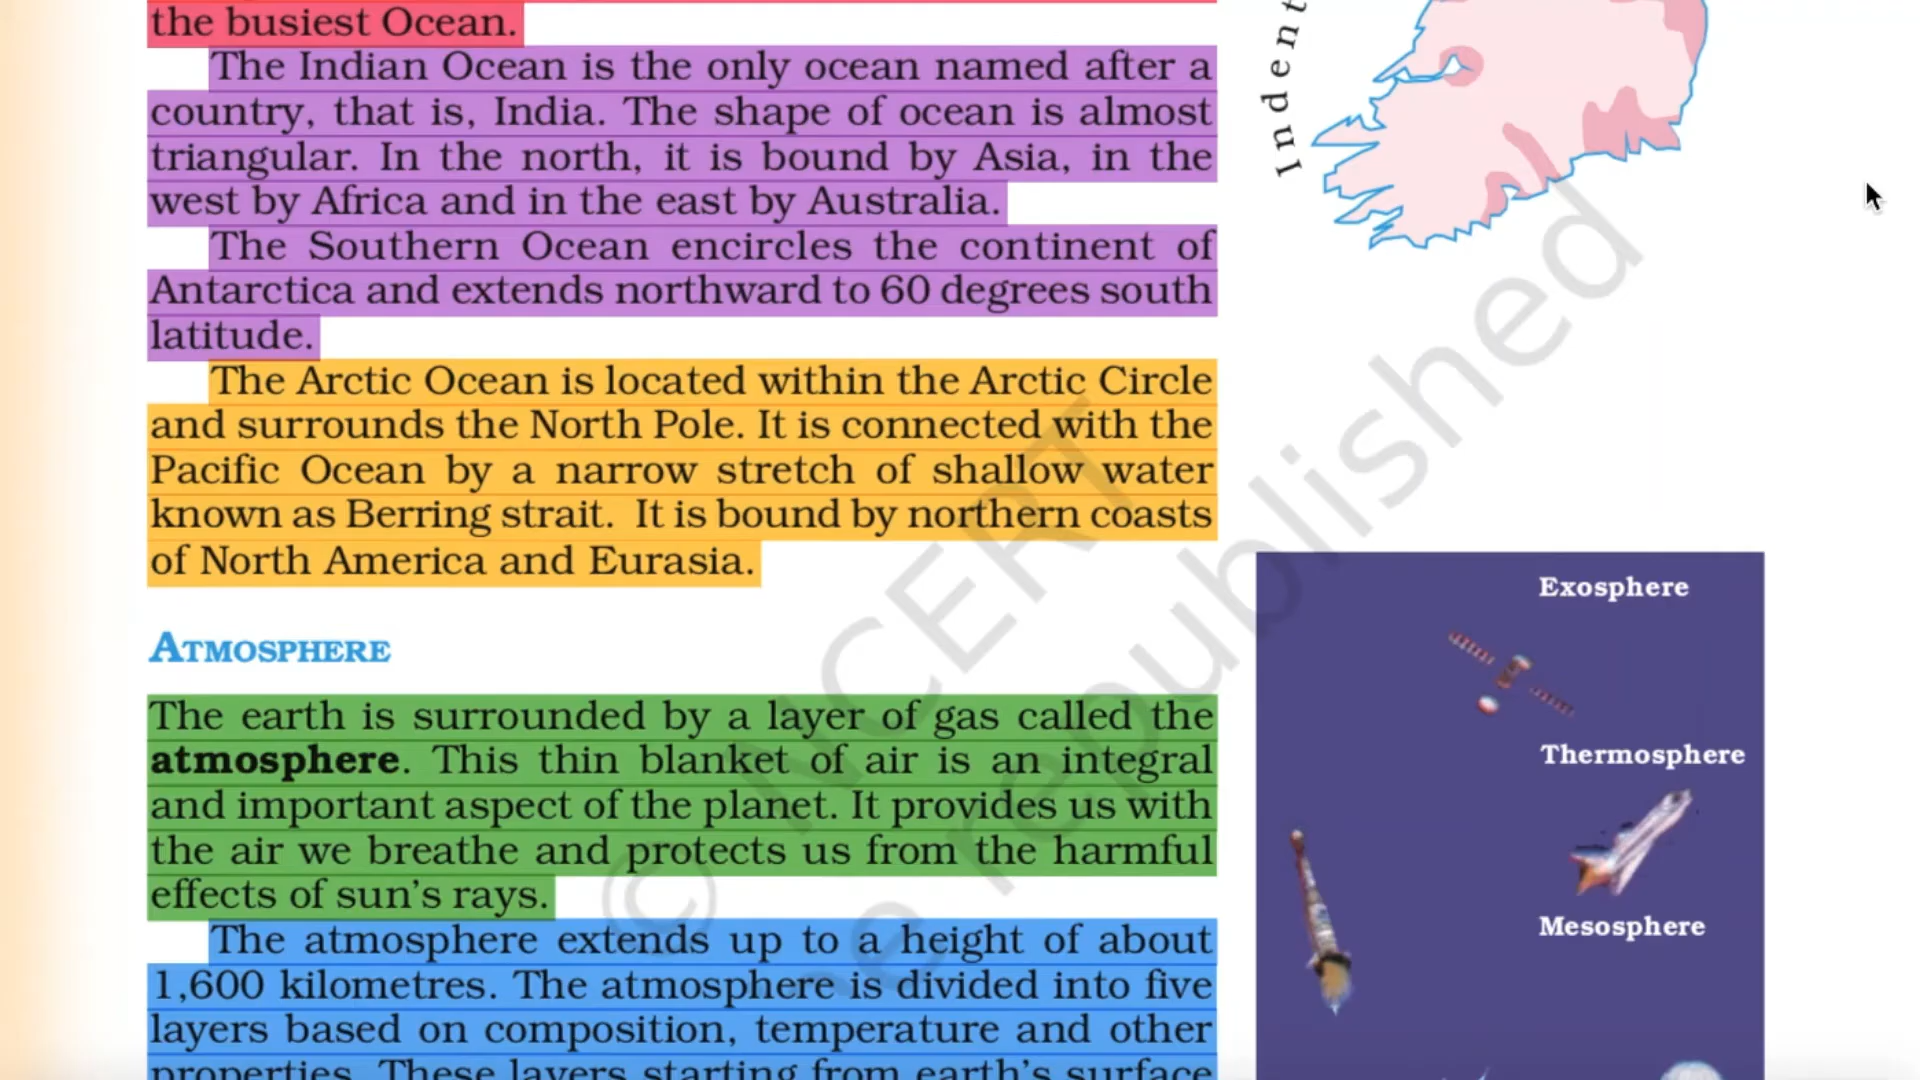 the busiest Ocean.
The Indian Ocean is the only ocean named after a
country, that is, India. The shape of ocean is almost
triangular. In the north, it is bound by Asia, in the
west by Africa and in the east by Australia.
The Southern Ocean encircles the continent of
Antarctica and extends northward to 60 degrees south
latitude.
The Arctic Ocean is located within the Arctic Circle
and surrounds the North Pole. It is connected with the
Pacific Ocean by a narrow stretch of shallow water
known as Berring strait. It is bound by northern coasts
of North America and Eurasia.
ATMOSPHERE
The earth is surrounded by a layer of gas called the
atmosphere. This thin blanket of air is an integral
and important aspect of the planet. It provides us with
the air we breathe and protects us from the harmful
effects of sun's rays.
The atmosphere extends up to a height of about
1,600 kilometres. The atmosphere is divided into five
layers based on composition, temperature and other
properties. These layers starting from earth's surface
Indent
Exosphere
Thermosphere
Mesosphere
© NCERT
republished